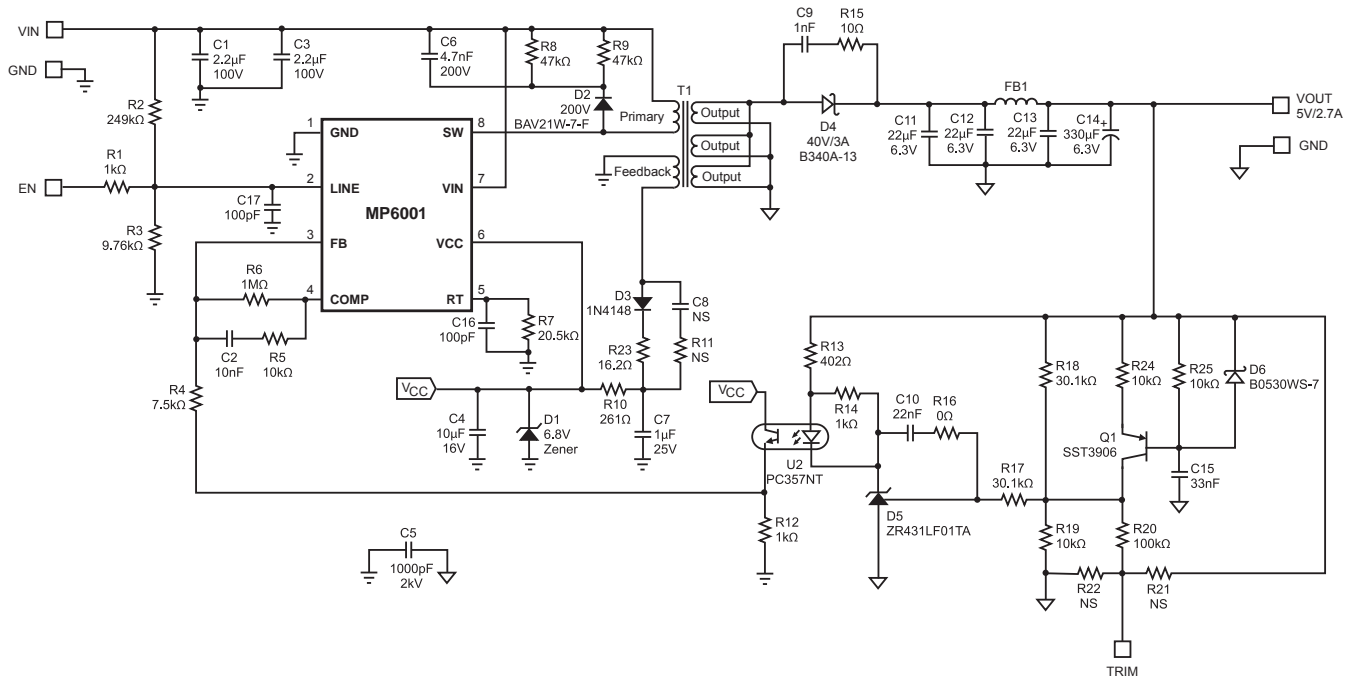 VIN
GND
EN
C1
2.2µF
100V
C3
2.2µF
100V
C6
4.7nF
200V
R8
47kΩ
R9
47kΩ
D2
200V
BAV21W-7-F
R2
249kΩ
R1
1kΩ
R3
9.76kΩ
C17
100pF
1
GND
2
LINE
3
FB
4
COMP
MP6001
SW
8
VIN
7
VCC
6
RT
5
R6
1MΩ
C2
10nF
R5
10kΩ
R4
7.5kΩ
C16
100pF
R7
20.5kΩ
T1
Primary
Feedback
Output
Output
Output
C9
1nF
R15
10Ω
D4
40V/3A
B340A-13
C11
22µF
6.3V
C12
22µF
6.3V
FB1
C13
22µF
6.3V
C14
+
330µF
6.3V
VOUT
5V/2.7A
GND
D3
1N4148
C8
NS
R23
16.2Ω
R11
NS
VCC
C4
10µF
16V
D1
6.8V
Zener
R10
261Ω
C7
1µF
25V
VCC
R13
402Ω
R14
1kΩ
C10
22nF
R16
0Ω
U2
PC357NT
R12
1kΩ
D5
ZR431LF01TA
R17
30.1kΩ
R18
30.1kΩ
R24
10kΩ
R25
10kΩ
D6
B0530WS-7
Q1
SST3906
C15
33nF
R19
10kΩ
R20
100kΩ
R22
NS
R21
NS
TRIM
C5
1000pF
2kV